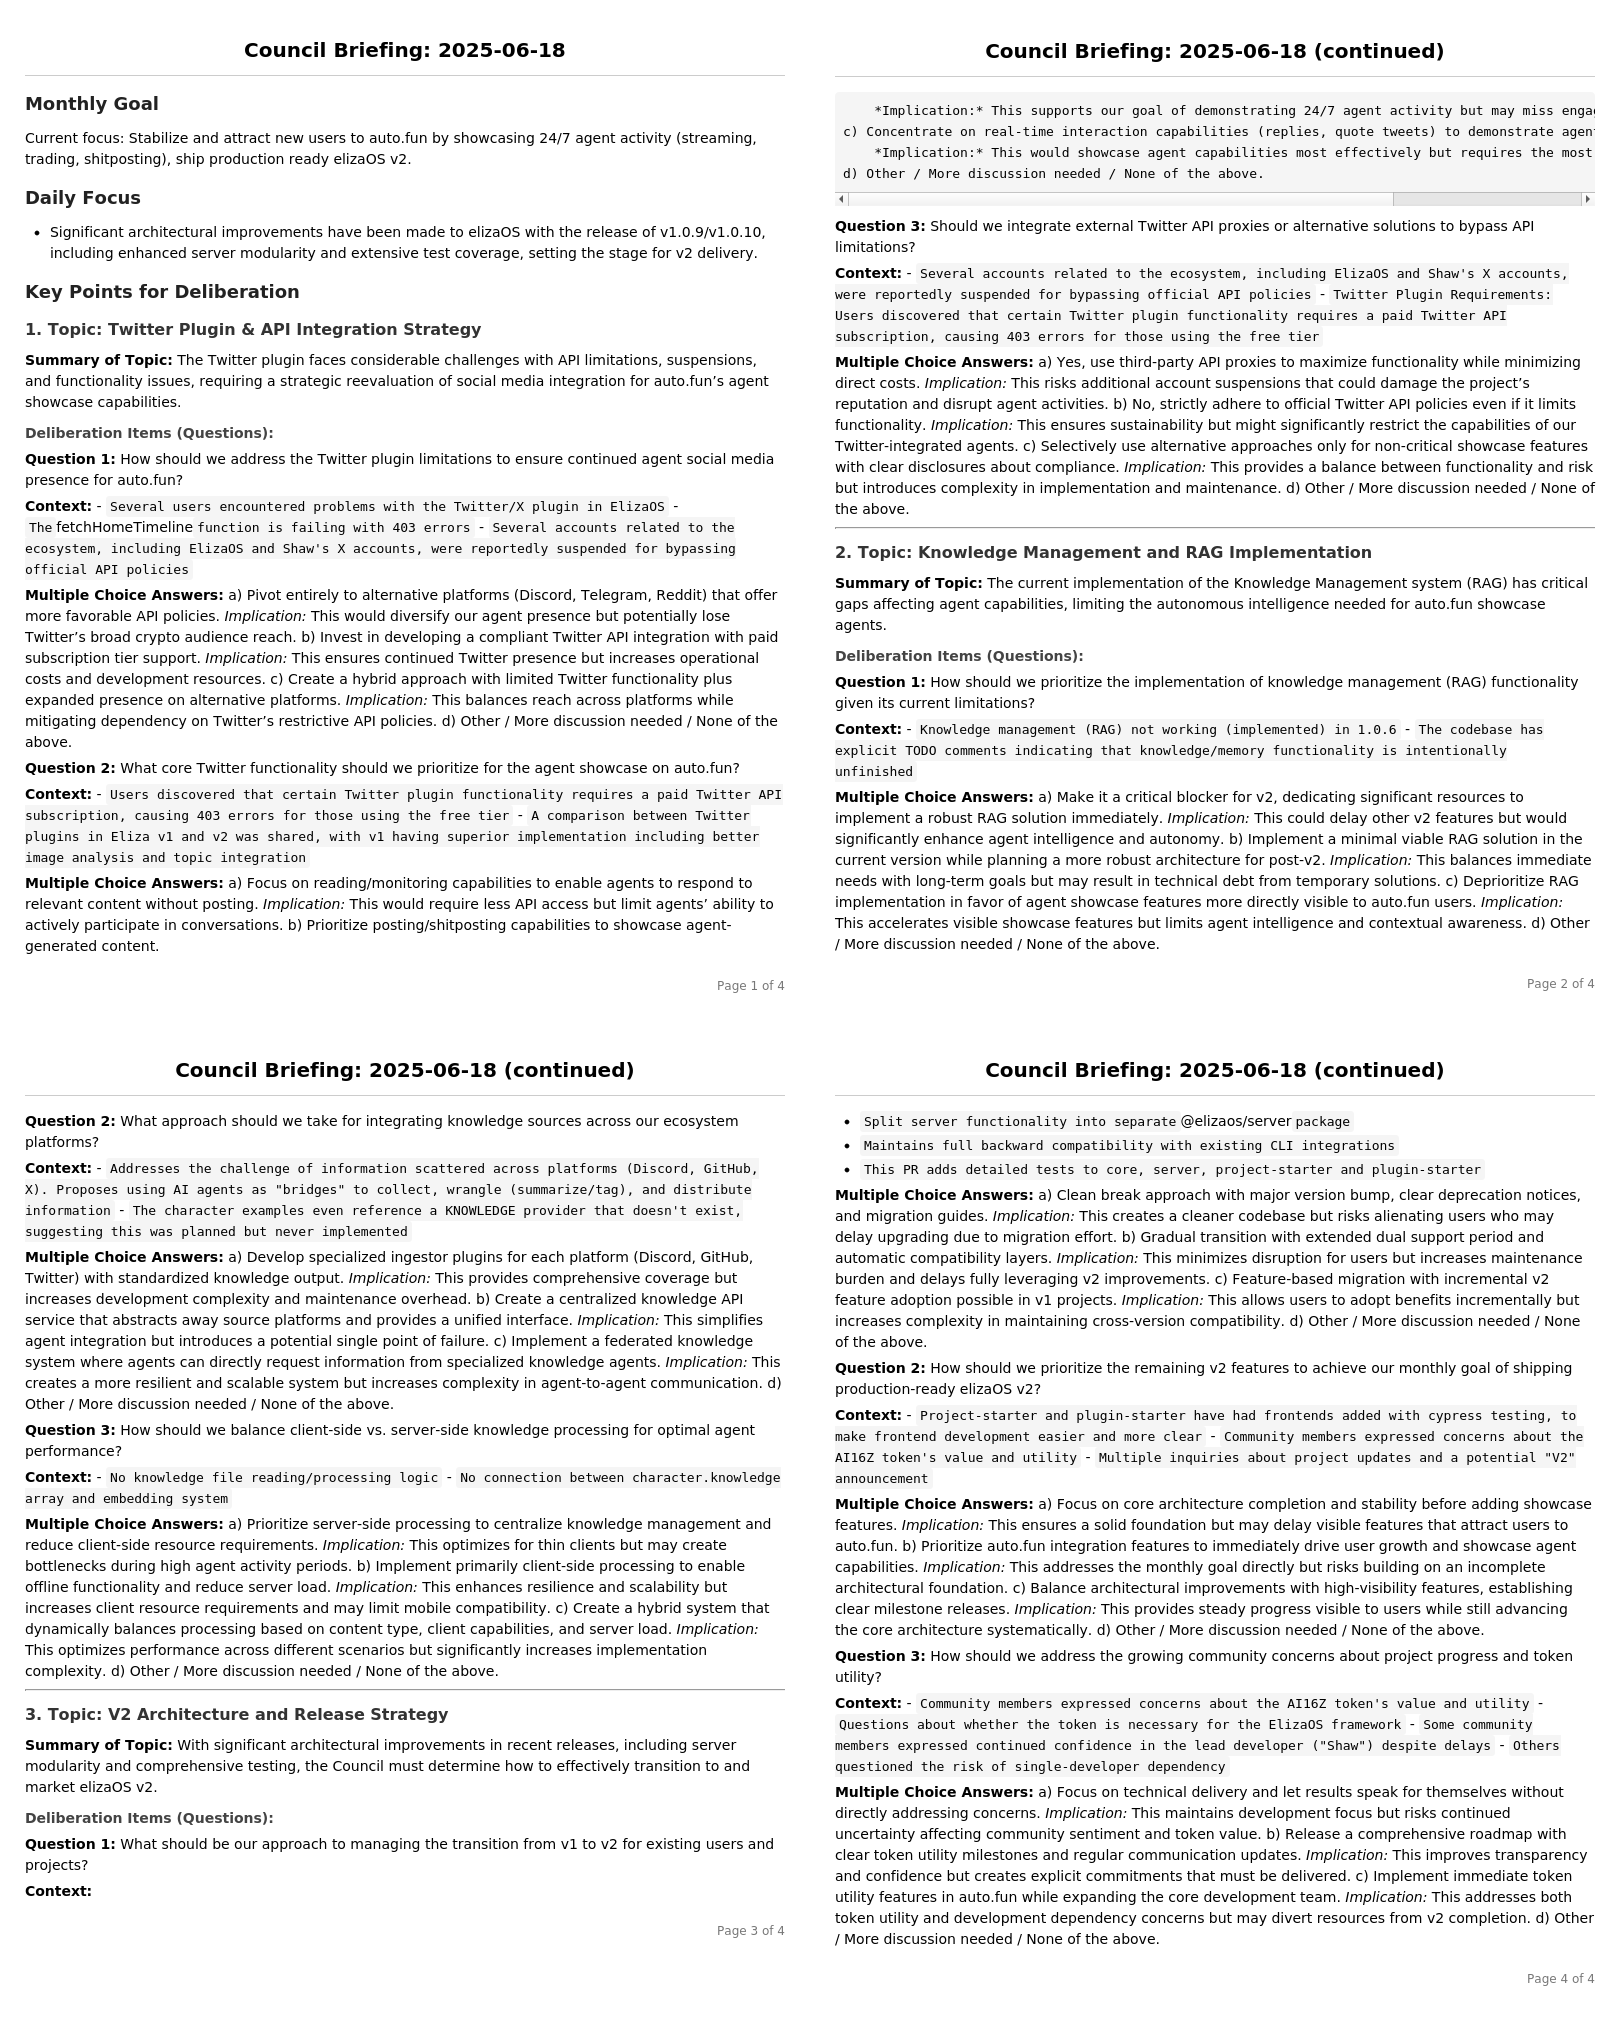 Council Briefing: 2025-06-18
Monthly Goal
Current focus: Stabilize and attract new users to auto.fun by showcasing 24/7 agent activity (streaming,
trading, shitposting), ship production ready elizaOS v2.
Daily Focus
• Significant architectural improvements have been made to elizaOS with the release of v1.0.9/v1.0.10,
including enhanced server modularity and extensive test coverage, setting the stage for v2 delivery.
Key Points for Deliberation
1. Topic: Twitter Plugin & API Integration Strategy
Summary of Topic: The Twitter plugin faces considerable challenges with API limitations, suspensions,
and functionality issues, requiring a strategic reevaluation of social media integration for auto.fun’s agent
showcase capabilities.
Deliberation Items (Questions):
Question 1: How should we address the Twitter plugin limitations to ensure continued agent social media
presence for auto.fun?
Context: - Several users encountered problems with the Twitter/X plugin in ElizaOS -
The fetchHomeTimeline function is failing with 403 errors - Several accounts related to the
ecosystem, including ElizaOS and Shaw's X accounts, were reportedly suspended for bypassing
official API policies
Multiple Choice Answers: a) Pivot entirely to alternative platforms (Discord, Telegram, Reddit) that offer
more favorable API policies. Implication: This would diversify our agent presence but potentially lose
Twitter’s broad crypto audience reach. b) Invest in developing a compliant Twitter API integration with paid
subscription tier support. Implication: This ensures continued Twitter presence but increases operational
costs and development resources. c) Create a hybrid approach with limited Twitter functionality plus
expanded presence on alternative platforms. Implication: This balances reach across platforms while
mitigating dependency on Twitter’s restrictive API policies. d) Other / More discussion needed / None of the
above.
Question 2: What core Twitter functionality should we prioritize for the agent showcase on auto.fun?
Context: - Users discovered that certain Twitter plugin functionality requires a paid Twitter API
subscription, causing 403 errors for those using the free tier - A comparison between Twitter
plugins in Eliza v1 and v2 was shared, with v1 having superior implementation including better
image analysis and topic integration
Multiple Choice Answers: a) Focus on reading/monitoring capabilities to enable agents to respond to
relevant content without posting. Implication: This would require less API access but limit agents’ ability to
actively participate in conversations. b) Prioritize posting/shitposting capabilities to showcase agent-
generated content.
Page 1 of 4
Council Briefing: 2025-06-18 (continued)
*Implication:* This supports our goal of demonstrating 24/7 agent activity but may miss engag
c) Concentrate on real-time interaction capabilities (replies, quote tweets) to demonstrate agent
*Implication:* This would showcase agent capabilities most effectively but requires the most
d) Other / More discussion needed / None of the above.
Question 3: Should we integrate external Twitter API proxies or alternative solutions to bypass API
limitations?
Context: - Several accounts related to the ecosystem, including ElizaOS and Shaw's X accounts,
were reportedly suspended for bypassing official API policies - Twitter Plugin Requirements:
Users discovered that certain Twitter plugin functionality requires a paid Twitter API
subscription, causing 403 errors for those using the free tier
Multiple Choice Answers: a) Yes, use third-party API proxies to maximize functionality while minimizing
direct costs. Implication: This risks additional account suspensions that could damage the project’s
reputation and disrupt agent activities. b) No, strictly adhere to official Twitter API policies even if it limits
functionality. Implication: This ensures sustainability but might significantly restrict the capabilities of our
Twitter-integrated agents. c) Selectively use alternative approaches only for non-critical showcase features
with clear disclosures about compliance. Implication: This provides a balance between functionality and risk
but introduces complexity in implementation and maintenance. d) Other / More discussion needed / None of
the above.
2. Topic: Knowledge Management and RAG Implementation
Summary of Topic: The current implementation of the Knowledge Management system (RAG) has critical
gaps affecting agent capabilities, limiting the autonomous intelligence needed for auto.fun showcase
agents.
Deliberation Items (Questions):
Question 1: How should we prioritize the implementation of knowledge management (RAG) functionality
given its current limitations?
Context: - Knowledge management (RAG) not working (implemented) in 1.0.6 - The codebase has
explicit TODO comments indicating that knowledge/memory functionality is intentionally
unfinished
Multiple Choice Answers: a) Make it a critical blocker for v2, dedicating significant resources to
implement a robust RAG solution immediately. Implication: This could delay other v2 features but would
significantly enhance agent intelligence and autonomy. b) Implement a minimal viable RAG solution in the
current version while planning a more robust architecture for post-v2. Implication: This balances immediate
needs with long-term goals but may result in technical debt from temporary solutions. c) Deprioritize RAG
implementation in favor of agent showcase features more directly visible to auto.fun users. Implication:
This accelerates visible showcase features but limits agent intelligence and contextual awareness. d) Other
/ More discussion needed / None of the above.
Page 2 of 4
Council Briefing: 2025-06-18 (continued)
Question 2: What approach should we take for integrating knowledge sources across our ecosystem
platforms?
Context: - Addresses the challenge of information scattered across platforms (Discord, GitHub,
X). Proposes using AI agents as "bridges" to collect, wrangle (summarize/tag), and distribute
information - The character examples even reference a KNOWLEDGE provider that doesn't exist,
suggesting this was planned but never implemented
Multiple Choice Answers: a) Develop specialized ingestor plugins for each platform (Discord, GitHub,
Twitter) with standardized knowledge output. Implication: This provides comprehensive coverage but
increases development complexity and maintenance overhead. b) Create a centralized knowledge API
service that abstracts away source platforms and provides a unified interface. Implication: This simplifies
agent integration but introduces a potential single point of failure. c) Implement a federated knowledge
system where agents can directly request information from specialized knowledge agents. Implication: This
creates a more resilient and scalable system but increases complexity in agent-to-agent communication. d)
Other / More discussion needed / None of the above.
Question 3: How should we balance client-side vs. server-side knowledge processing for optimal agent
performance?
Context: - No knowledge file reading/processing logic - No connection between character.knowledge
array and embedding system
Multiple Choice Answers: a) Prioritize server-side processing to centralize knowledge management and
reduce client-side resource requirements. Implication: This optimizes for thin clients but may create
bottlenecks during high agent activity periods. b) Implement primarily client-side processing to enable
offline functionality and reduce server load. Implication: This enhances resilience and scalability but
increases client resource requirements and may limit mobile compatibility. c) Create a hybrid system that
dynamically balances processing based on content type, client capabilities, and server load. Implication:
This optimizes performance across different scenarios but significantly increases implementation
complexity. d) Other / More discussion needed / None of the above.
3. Topic: V2 Architecture and Release Strategy
Summary of Topic: With significant architectural improvements in recent releases, including server
modularity and comprehensive testing, the Council must determine how to effectively transition to and
market elizaOS v2.
Deliberation Items (Questions):
Question 1: What should be our approach to managing the transition from v1 to v2 for existing users and
projects?
Context:
Page 3 of 4
Council Briefing: 2025-06-18 (continued)
• Split server functionality into separate @elizaos/server package
• Maintains full backward compatibility with existing CLI integrations
• This PR adds detailed tests to core, server, project-starter and plugin-starter
Multiple Choice Answers: a) Clean break approach with major version bump, clear deprecation notices,
and migration guides. Implication: This creates a cleaner codebase but risks alienating users who may
delay upgrading due to migration effort. b) Gradual transition with extended dual support period and
automatic compatibility layers. Implication: This minimizes disruption for users but increases maintenance
burden and delays fully leveraging v2 improvements. c) Feature-based migration with incremental v2
feature adoption possible in v1 projects. Implication: This allows users to adopt benefits incrementally but
increases complexity in maintaining cross-version compatibility. d) Other / More discussion needed / None
of the above.
Question 2: How should we prioritize the remaining v2 features to achieve our monthly goal of shipping
production-ready elizaOS v2?
Context: - Project-starter and plugin-starter have had frontends added with cypress testing, to
make frontend development easier and more clear - Community members expressed concerns about the
AI16Z token's value and utility - Multiple inquiries about project updates and a potential "V2"
announcement
Multiple Choice Answers: a) Focus on core architecture completion and stability before adding showcase
features. Implication: This ensures a solid foundation but may delay visible features that attract users to
auto.fun. b) Prioritize auto.fun integration features to immediately drive user growth and showcase agent
capabilities. Implication: This addresses the monthly goal directly but risks building on an incomplete
architectural foundation. c) Balance architectural improvements with high-visibility features, establishing
clear milestone releases. Implication: This provides steady progress visible to users while still advancing
the core architecture systematically. d) Other / More discussion needed / None of the above.
Question 3: How should we address the growing community concerns about project progress and token
utility?
Context: - Community members expressed concerns about the AI16Z token's value and utility -
Questions about whether the token is necessary for the ElizaOS framework - Some community
members expressed continued confidence in the lead developer ("Shaw") despite delays - Others
questioned the risk of single-developer dependency
Multiple Choice Answers: a) Focus on technical delivery and let results speak for themselves without
directly addressing concerns. Implication: This maintains development focus but risks continued
uncertainty affecting community sentiment and token value. b) Release a comprehensive roadmap with
clear token utility milestones and regular communication updates. Implication: This improves transparency
and confidence but creates explicit commitments that must be delivered. c) Implement immediate token
utility features in auto.fun while expanding the core development team. Implication: This addresses both
token utility and development dependency concerns but may divert resources from v2 completion. d) Other
/ More discussion needed / None of the above.
Page 4 of 4